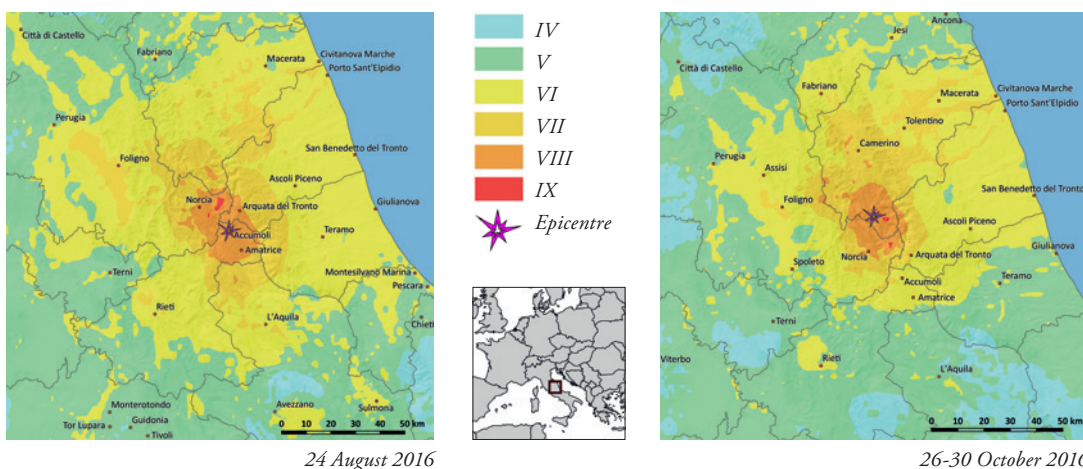 Città di Castello
Fabriano
Macerata
Civitanova Marche
Porto Sant'Elpidio
Perugia
Foligno
San Benedetto del Tronto
Ascoli Piceno
Norcia
Arquata del Tronto
Giulianova
Accumoli
Teramo
Amatrice
Terni
Montesilvano Marina
Pescara
Rieti
L'Aquila
Chieti
Monterotondo
Avezzano
Sulmona
Tor Lupara
Guidonia
Tivoli
0 10 20 30 40 50 km
24 August 2016
IV
V
VI
VII
VIII
IX
Epicentre
Ancona
Jesi
Città di Castello
Fabriano
Macerata
Civitanova Marche
Porto Sant'Elpidio
Tolentino
Camerino
Perugia
Assisi
San Benedetto del Tronto
Foligno
Ascoli Piceno
Norcia
Arquata del Tronto
Giulianova
Spoleto
Accumoli
Teramo
Amatrice
Terni
Viterbo
Rieti
L'Aquila
0 10 20 30 40 50 km
26-30 October 2016